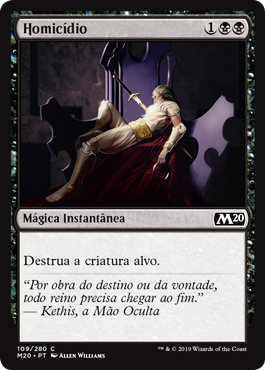 Homicídio 1
Mágica Instantânea M20
Destrua a criatura alvo.
“Por obra do destino ou da vontade,
todo reino precisa chegar ao fim.”
— Kethis, a Mão Oculta
109/280 C
M20 • PT ALLEN WILLIAMS
™ & © 2019 Wizards of the Coast